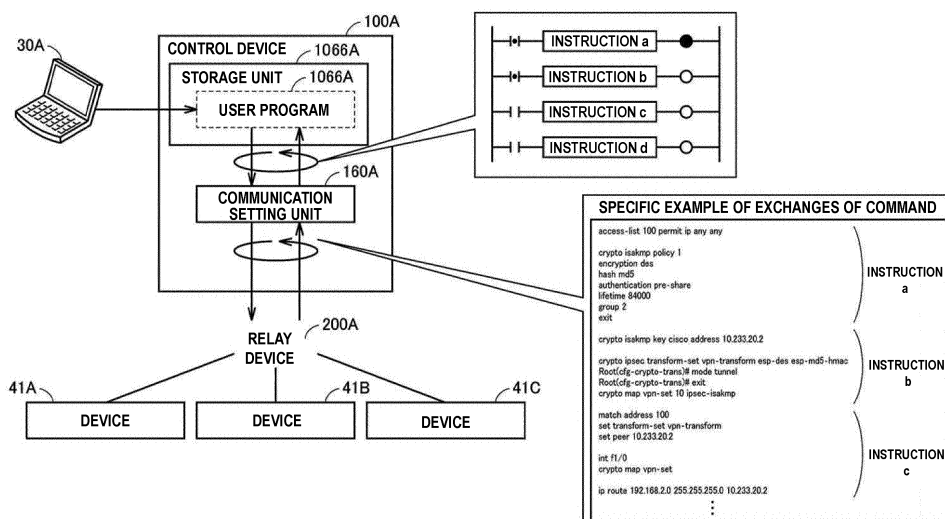 100A
30A
CONTROL DEVICE
1066A
STORAGE UNIT
1066A
USER PROGRAM
160A
COMMUNICATION
SETTING UNIT
200A
RELAY
DEVICE
41A
41B
41C
DEVICE
DEVICE
DEVICE
INSTRUCTION a
INSTRUCTION b
INSTRUCTION c
INSTRUCTION d
SPECIFIC EXAMPLE OF EXCHANGES OF COMMAND
access-list 100 permit ip any any
crypto isakmp policy 1
encryption des
hash md5
authentication pre-share
lifetime 84000
group 2
exit
INSTRUCTION
a
crypto isakmp key cisco address 10.233.20.2
crypto ipsec transform-set vpn-transform esp-des esp-md5-hmac
Root(cfg-crypto-trans)# mode tunnel
Root(cfg-crypto-trans)# exit
crypto map vpn-set 10 ipsec-isakmp
INSTRUCTION
b
match address 100
set transform-set vpn-transform
set peer 10.233.20.2
int f1/0
crypto map vpn-set
ip route 192.168.2.0 255.255.255.0 10.233.20.2
INSTRUCTION
c